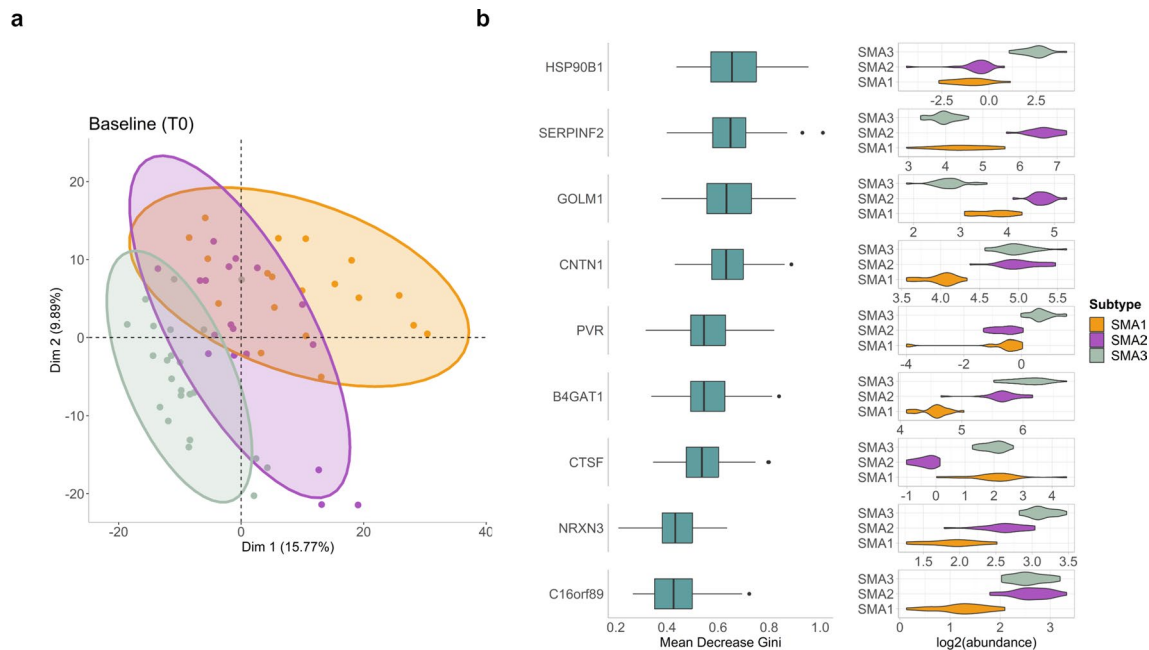 a
b
Baseline (T0)
Dim 2 (9.89%)
20
10
0
-10
-20
-20
0
20
40
Dim 1 (15.77%)
HSP90B1
SERPINF2
GOLM1
CNTN1
PVR
B4GAT1
CTSF
NRXN3
C16orf89
0.2
0.4
0.6
0.8
1.0
Mean Decrease Gini
SMA3
SMA2
SMA1
-2.5
0.0
2.5
SMA3
SMA2
SMA1
3
4
5
6
7
SMA3
SMA2
SMA1
2
3
4
5
SMA3
SMA2
SMA1
3.5
4.0
4.5
5.0
5.5
SMA3
SMA2
SMA1
-4
-2
0
SMA3
SMA2
SMA1
4
5
6
SMA3
SMA2
SMA1
-1
0
1
2
3
4
SMA3
SMA2
SMA1
1.5
2.0
2.5
3.0
3.5
SMA3
SMA2
SMA1
0
1
2
3
log2(abundance)
Subtype
SMA1
SMA2
SMA3